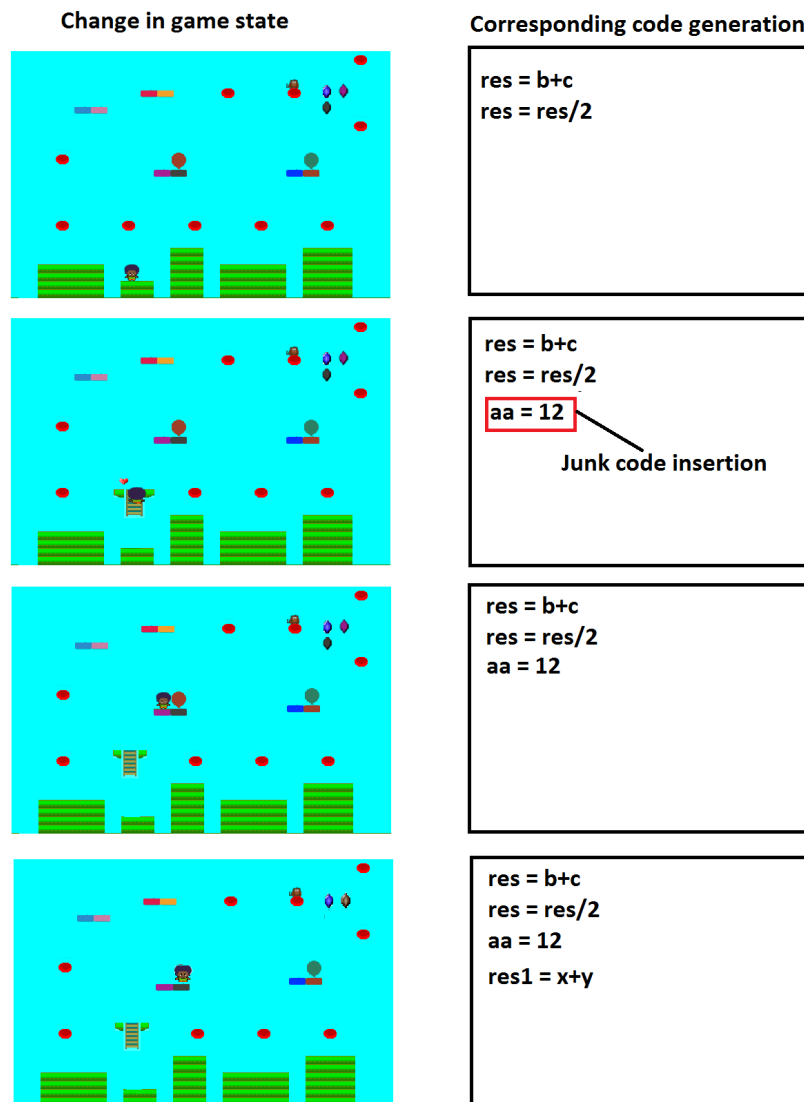 Change in game state
Corresponding code generation
res = b+c
res = res/2
res = b+c
res = res/2
aa = 12
Junk code insertion
res = b+c
res = res/2
aa = 12
res = b+c
res = res/2
aa = 12
res1 = x+y